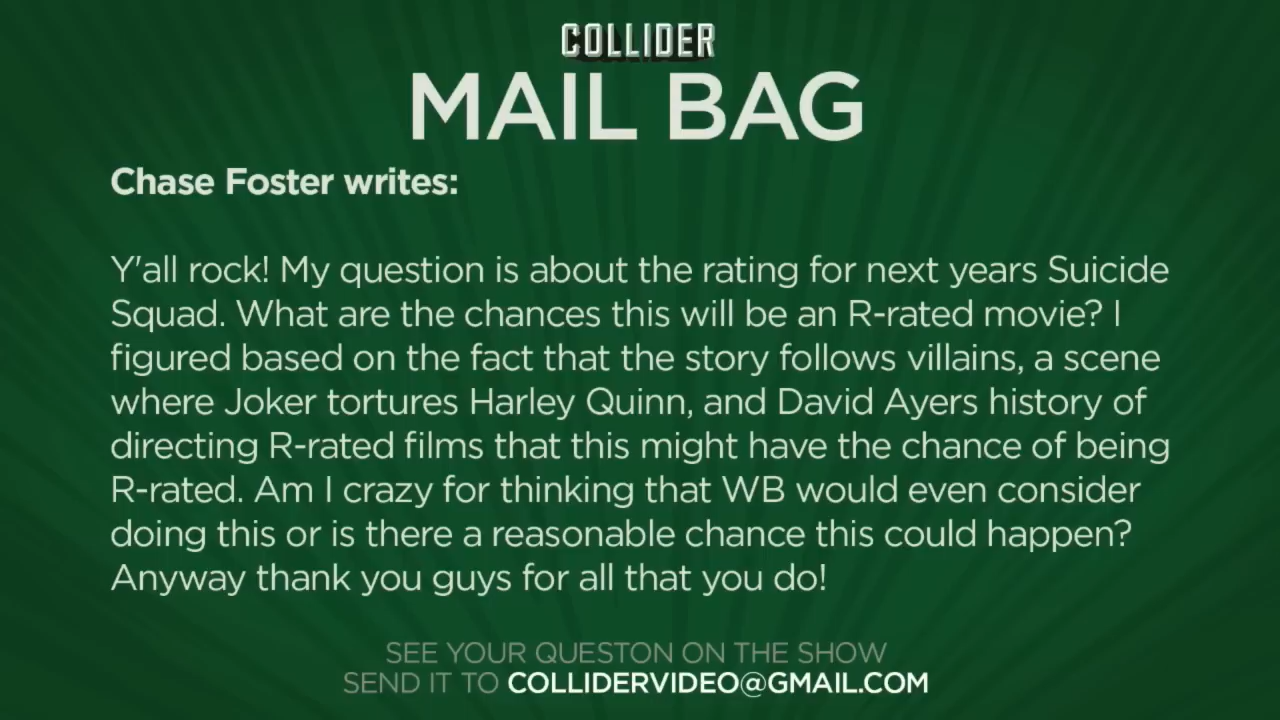 COLLIDER
MAIL BAG
Chase Foster writes:
Y'all rock! My question is about the rating for next years Suicide
Squad. What are the chances this will be an R-rated movie? I
figured based on the fact that the story follows villains, a scene
where Joker tortures Harley Quinn, and David Ayers history of
directing R-rated films that this might have the chance of being
R-rated. Am I crazy for thinking that WB would even consider
doing this or is there a reasonable chance this could happen?
Anyway thank you guys for all that you do!
SEE YOUR QUESTON ON THE SHOW
SEND IT TO COLLIDERVIDEO@GMAIL.COM